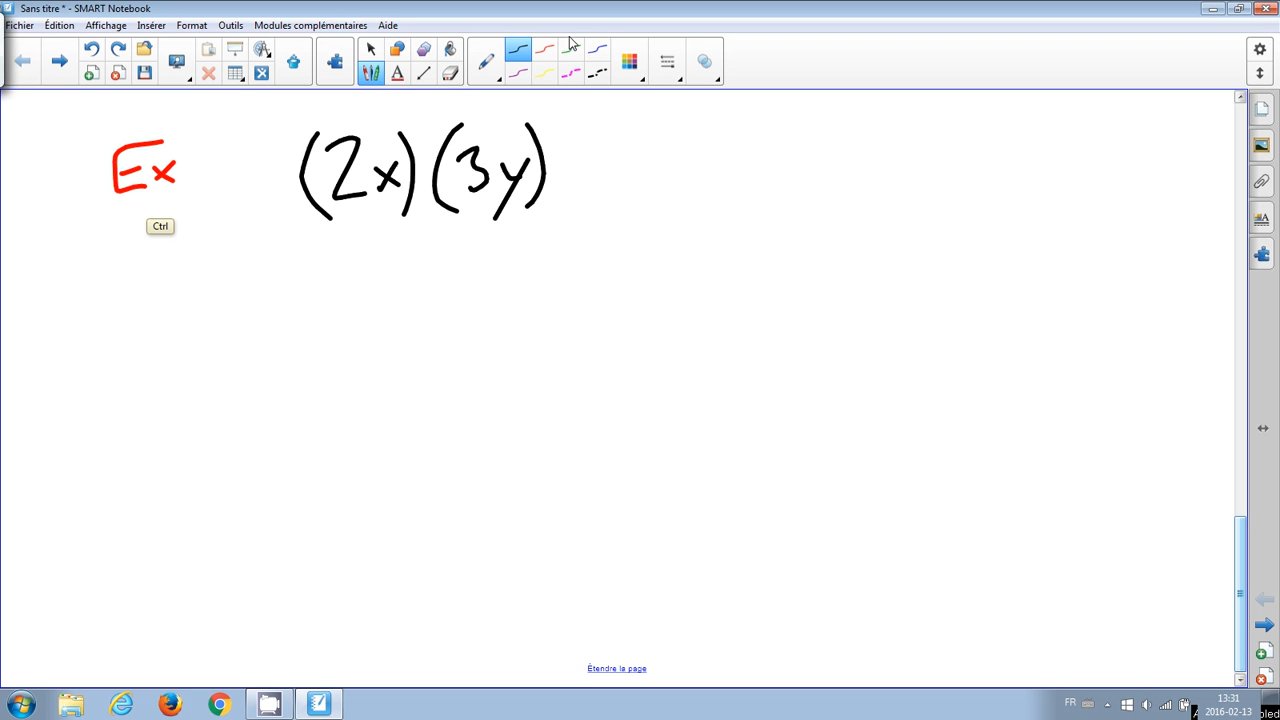 Sans titre * - SMART Notebook
Fichier Édition Affichage Insérer Format Outils Modules complémentaires Aide
Ex (2x)(3y)
Ctrl
Étendre la page
FR
13:31
2016-02-13